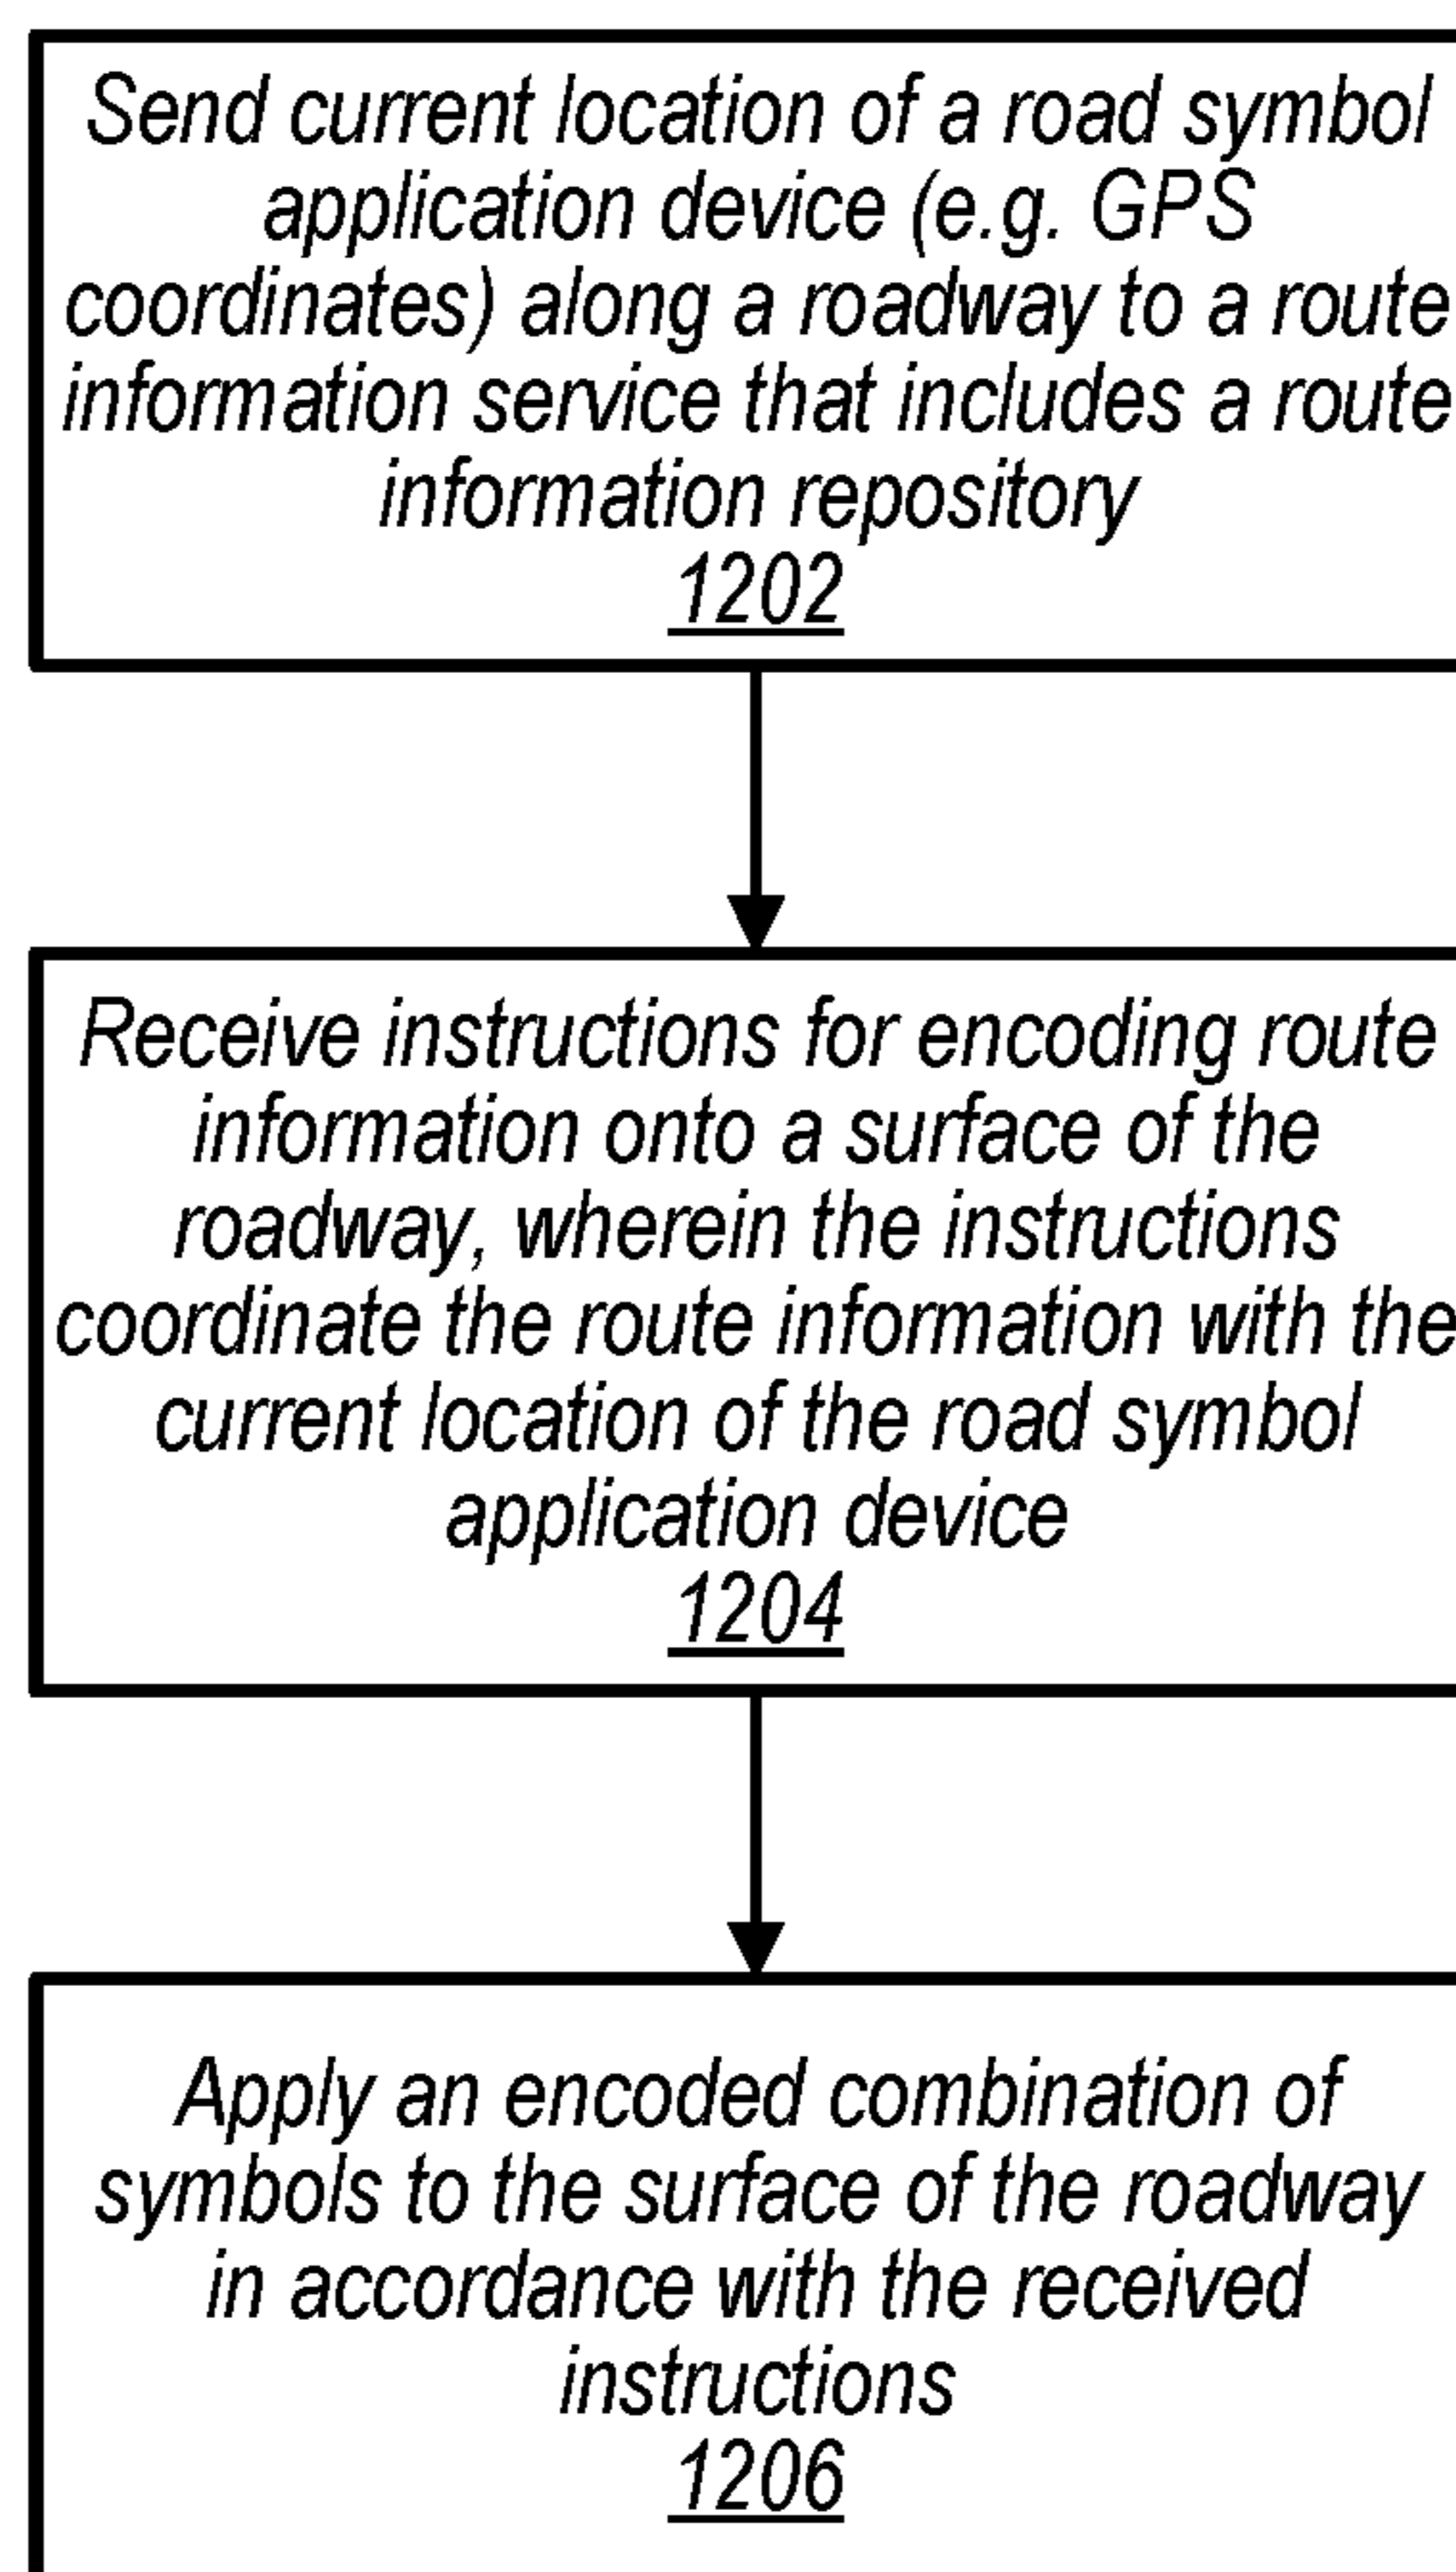 Send current location of a road symbol
application device (e.g. GPS
coordinates) along a roadway to a route
information service that includes a route
information repository
1202
Receive instructions for encoding route
information onto a surface of the
roadway, wherein the instructions
coordinate the route information with the
current location of the road symbol
application device
1204
Apply an encoded combination of
symbols to the surface of the roadway
in accordance with the received
instructions
1206